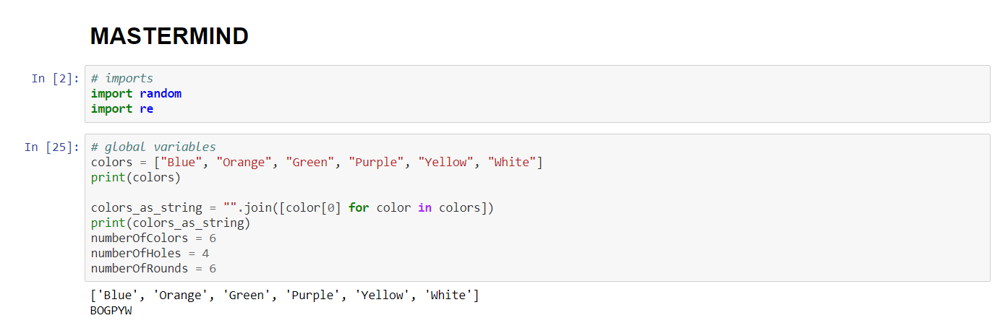 MASTERMIND
In [2]: # imports
import random
import re
In [25]: # global variables
colors = ["Blue", "Orange", "Green", "Purple", "Yellow", "White"]
print(colors)
colors_as_string = "".join([color[0] for color in colors])
print(colors_as_string)
numberOfColors = 6
numberOfHoles = 4
numberOfRounds = 6
['Blue', 'Orange', 'Green', 'Purple', 'Yellow', 'White']
BOGPYW